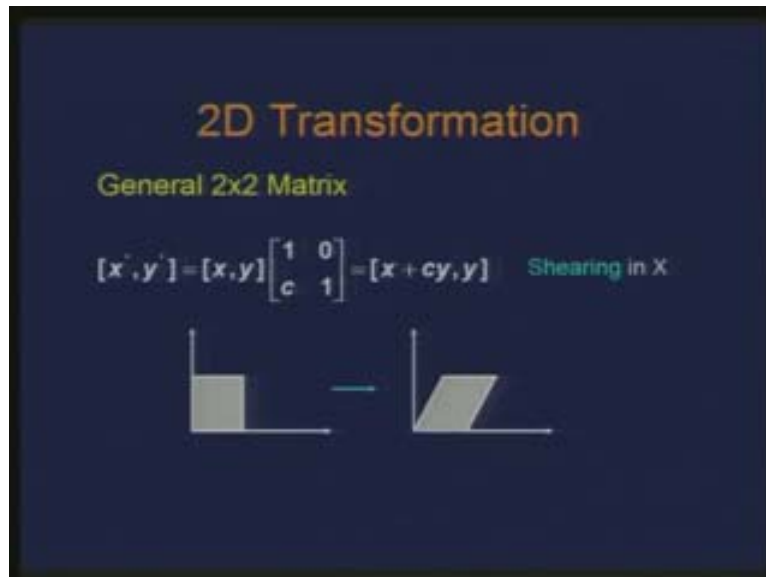 2D Transformation
General 2x2 Matrix
[x', y'] = [x, y] [1 0; c 1] = [x + cy, y] Shearing in X